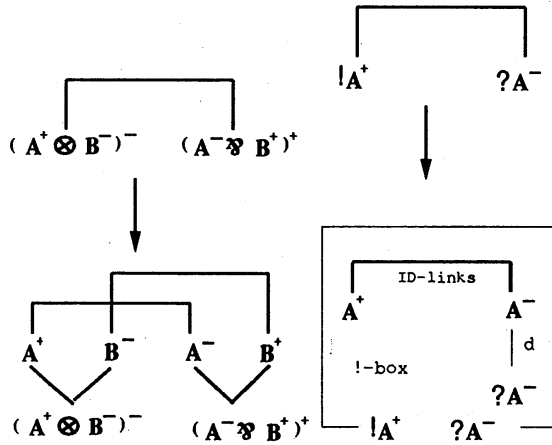 !A⁺ ?A⁻
( A⁺ ⊗ B⁻)⁻ (A⁻⅋ B⁺)⁺
ID-links
A⁺ A⁻
d
A⁺ B⁻ A⁻ B⁺
!-box
?A⁻
(A⁺ ⊗ B⁻)⁻ (A⁻⅋ B⁺)⁺
!A⁺ ?A⁻